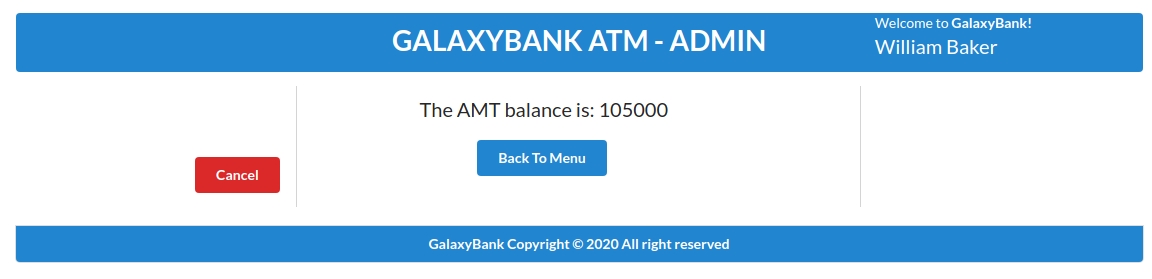 GALAXYBANK ATM - ADMIN
Welcome to GalaxyBank!
William Baker
The AMT balance is: 105000
Back To Menu
Cancel
GalaxyBank Copyright © 2020 All right reserved